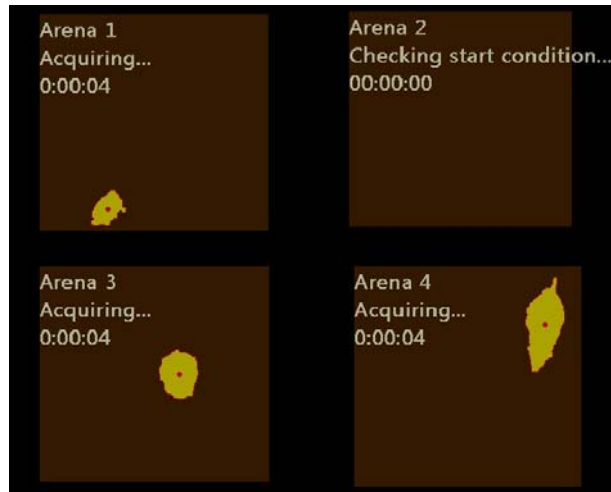 Arena 1
Acquiring...
0:00:04
Arena 2
Checking start condition...
00:00:00
Arena 3
Acquiring...
0:00:04
Arena 4
Acquiring...
0:00:04